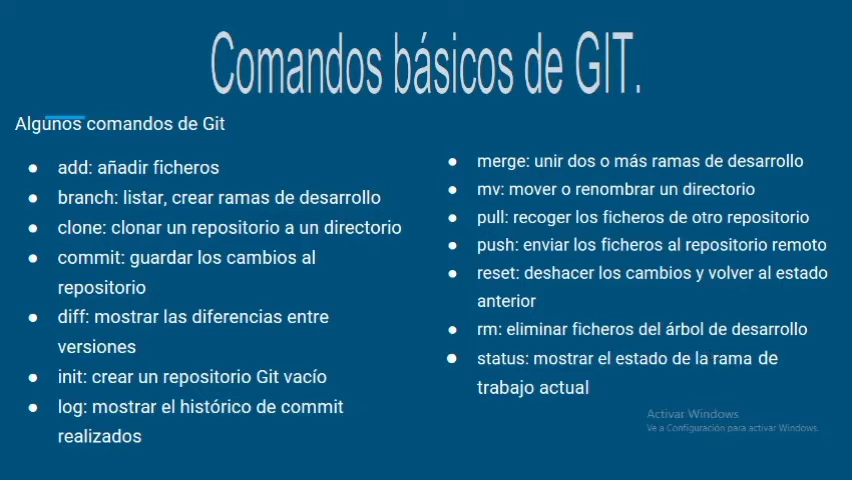 Comandos básicos de GIT.
Algunos comandos de Git
● add: añadir ficheros
● branch: listar, crear ramas de desarrollo
● clone: clonar un repositorio a un directorio
● commit: guardar los cambios al
repositorio
● diff: mostrar las diferencias entre
versiones
● init: crear un repositorio Git vacío
● log: mostrar el histórico de commit
realizados
● merge: unir dos o más ramas de desarrollo
● mv: mover o renombrar un directorio
● pull: recoger los ficheros de otro repositorio
● push: enviar los ficheros al repositorio remoto
● reset: deshacer los cambios y volver al estado
anterior
● rm: eliminar ficheros del árbol de desarrollo
● status: mostrar el estado de la rama de
trabajo actual
Activar Windows
Ve a Configuración para activar Windows.